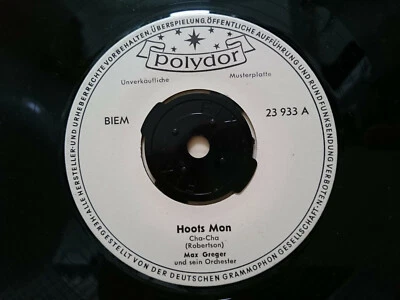 ALLE HERSTELLER- UND URHEBERRECHTE VORBEHALTEN. ÜBERSPIELUNG, ÖFFENTLICHE AUFFÜHRUNG UND RUNDFUNKSENDUNG VERBOTEN
polydor
Unverkäufliche Musterplatte
BIEM 23 933 A
Hoots Mon
Cha-Cha
(Robertson)
Max Greger
und sein Orchester
HERGESTELLT VON DER DEUTSCHEN GRAMMOPHON GESELLSCHAFT